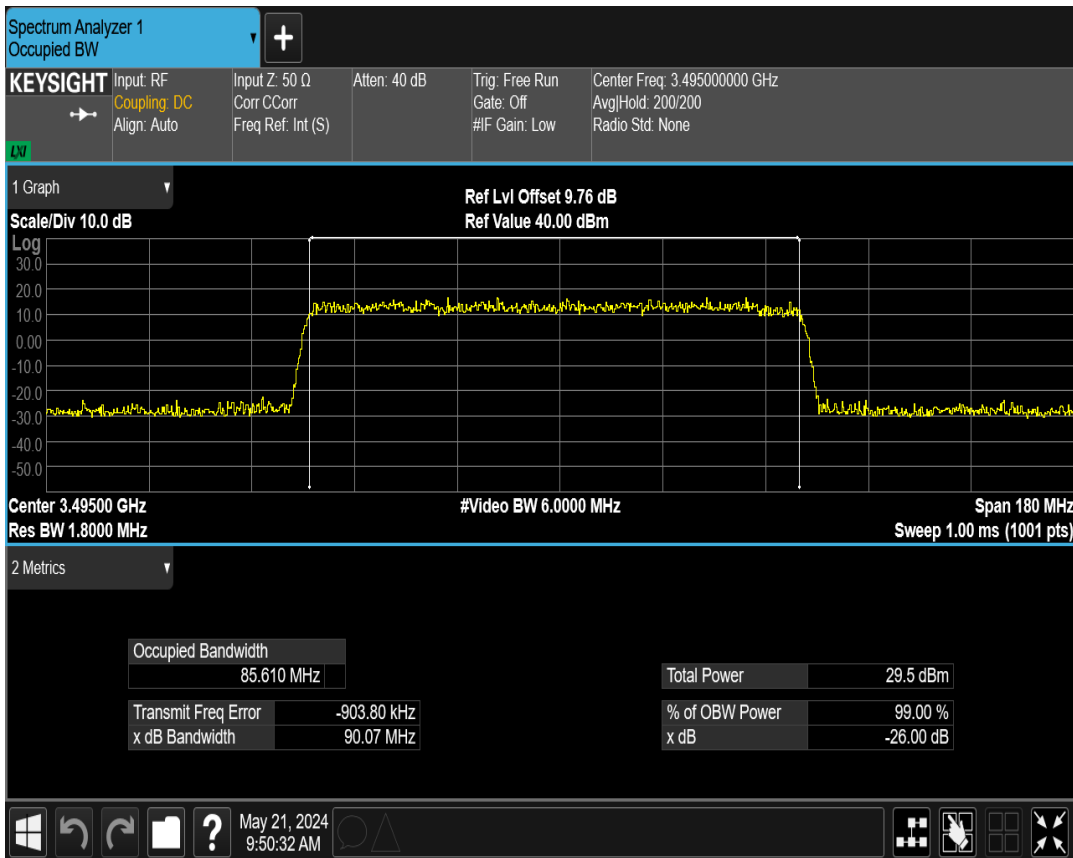 Spectrum Analyzer 1
Occupied BW
+
KEYSIGHT
Input: RF
Coupling: DC
Align: Auto
Input Z: 50 Ω
Corr CCorr
Freq Ref: Int (S)
Atten: 40 dB
Trig: Free Run
Gate: Off
#IF Gain: Low
Center Freq: 3.495000000 GHz
Avg|Hold: 200/200
Radio Std: None
LXI
1 Graph
Ref Lvl Offset 9.76 dB
Scale/Div 10.0 dB
Ref Value 40.00 dBm
Log
30.0
20.0
10.0
0.00
-10.0
-20.0
-30.0
-40.0
-50.0
Center 3.49500 GHz
#Video BW 6.0000 MHz
Span 180 MHz
Res BW 1.8000 MHz
Sweep 1.00 ms (1001 pts)
2 Metrics
Occupied Bandwidth
85.610 MHz
Total Power 29.5 dBm
Transmit Freq Error -903.80 kHz
% of OBW Power 99.00 %
x dB Bandwidth 90.07 MHz
x dB -26.00 dB
?
May 21, 2024
9:50:32 AM